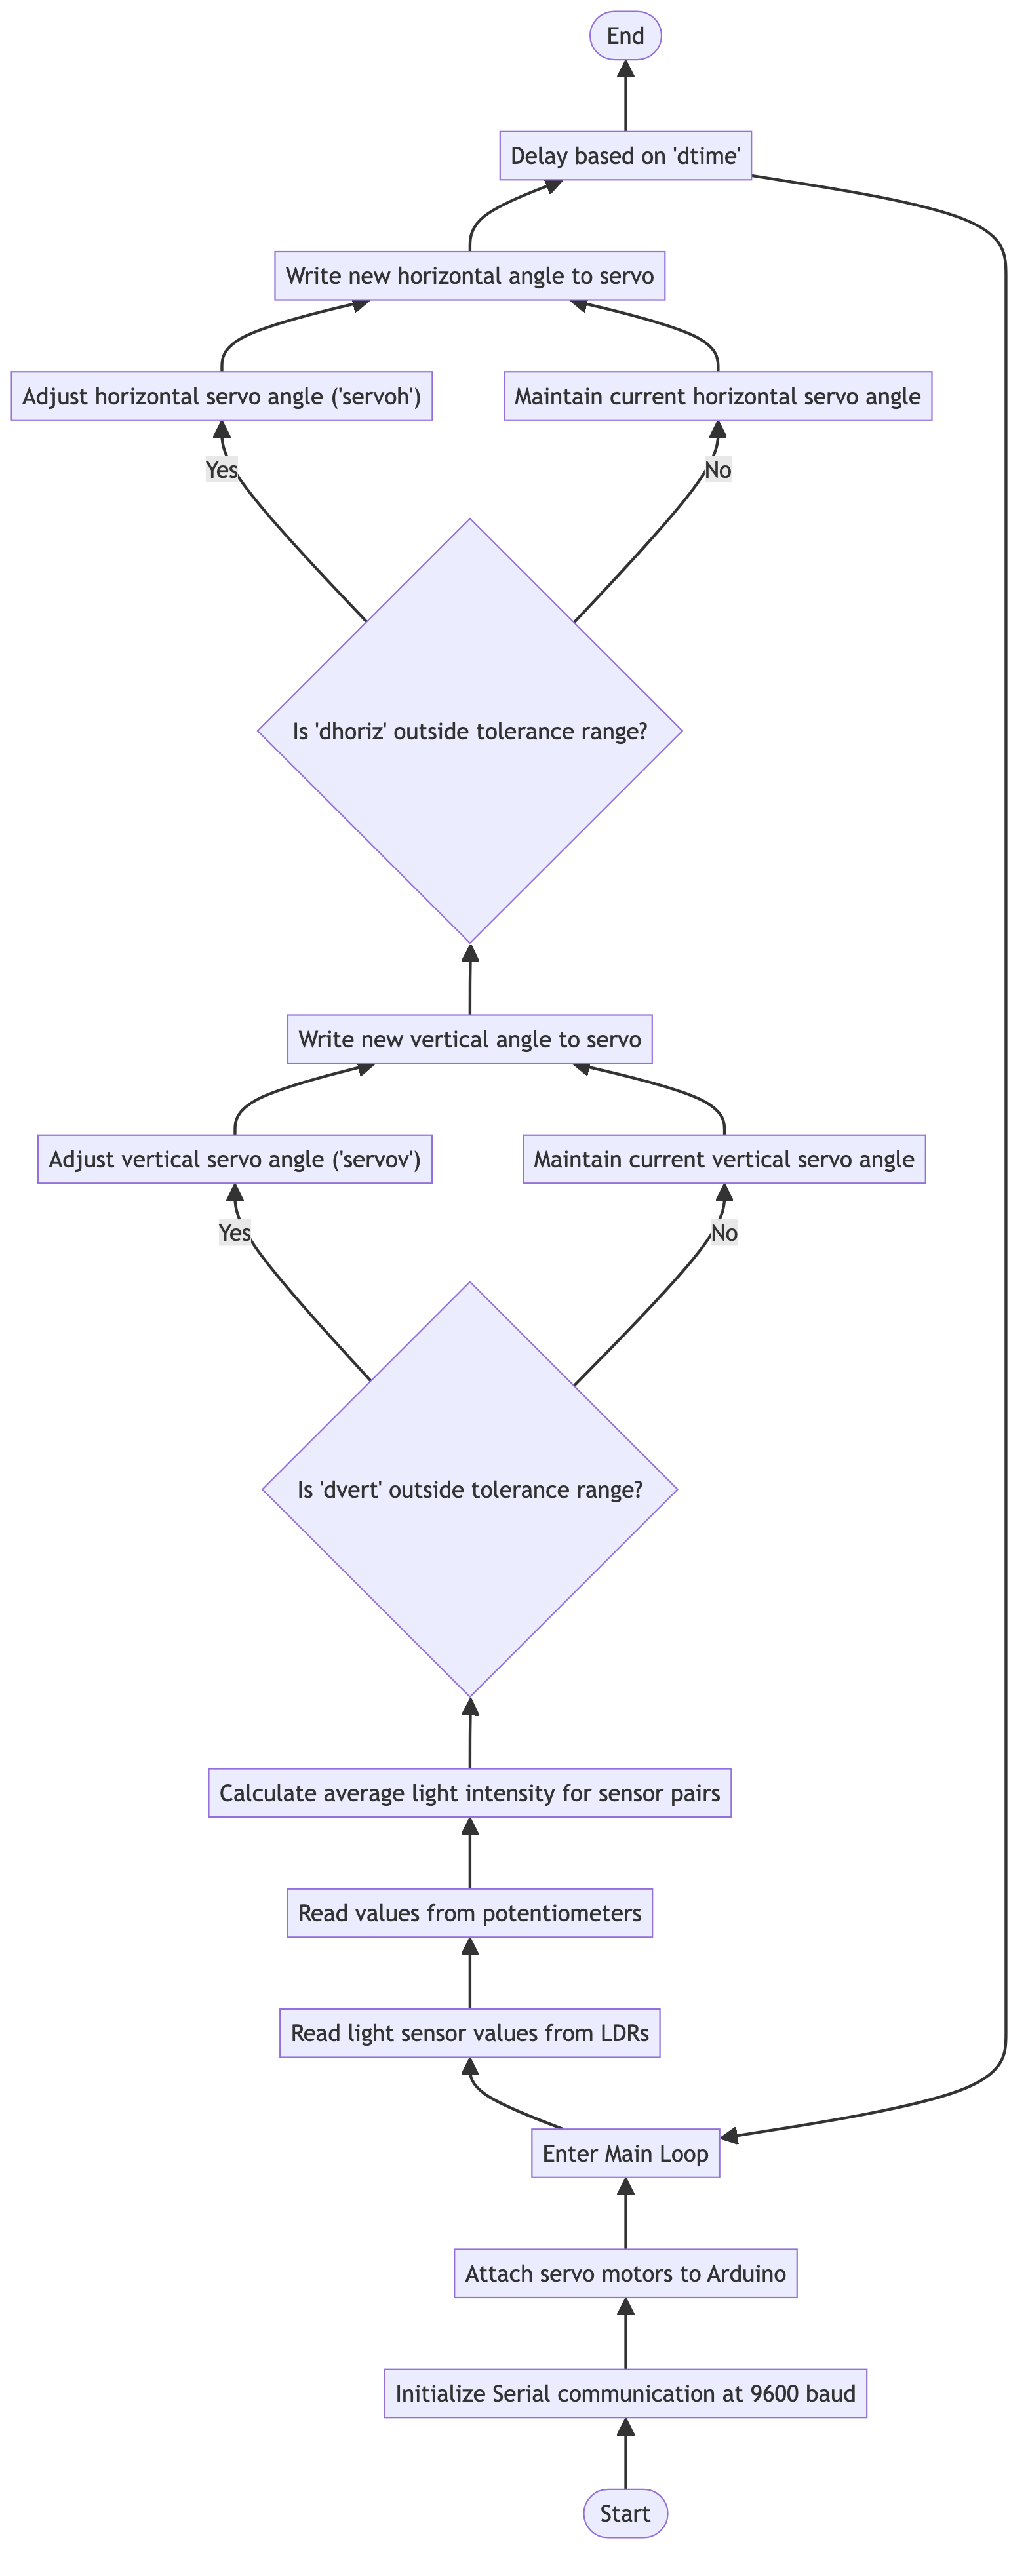 End
Delay based on 'dtime'
Write new horizontal angle to servo
Adjust horizontal servo angle ('servoh')
Maintain current horizontal servo angle
Yes
No
Is 'dhoriz' outside tolerance range?
Write new vertical angle to servo
Adjust vertical servo angle ('servov')
Maintain current vertical servo angle
Yes
No
Is 'dvert' outside tolerance range?
Calculate average light intensity for sensor pairs
Read values from potentiometers
Read light sensor values from LDRs
Enter Main Loop
Attach servo motors to Arduino
Initialize Serial communication at 9600 baud
Start